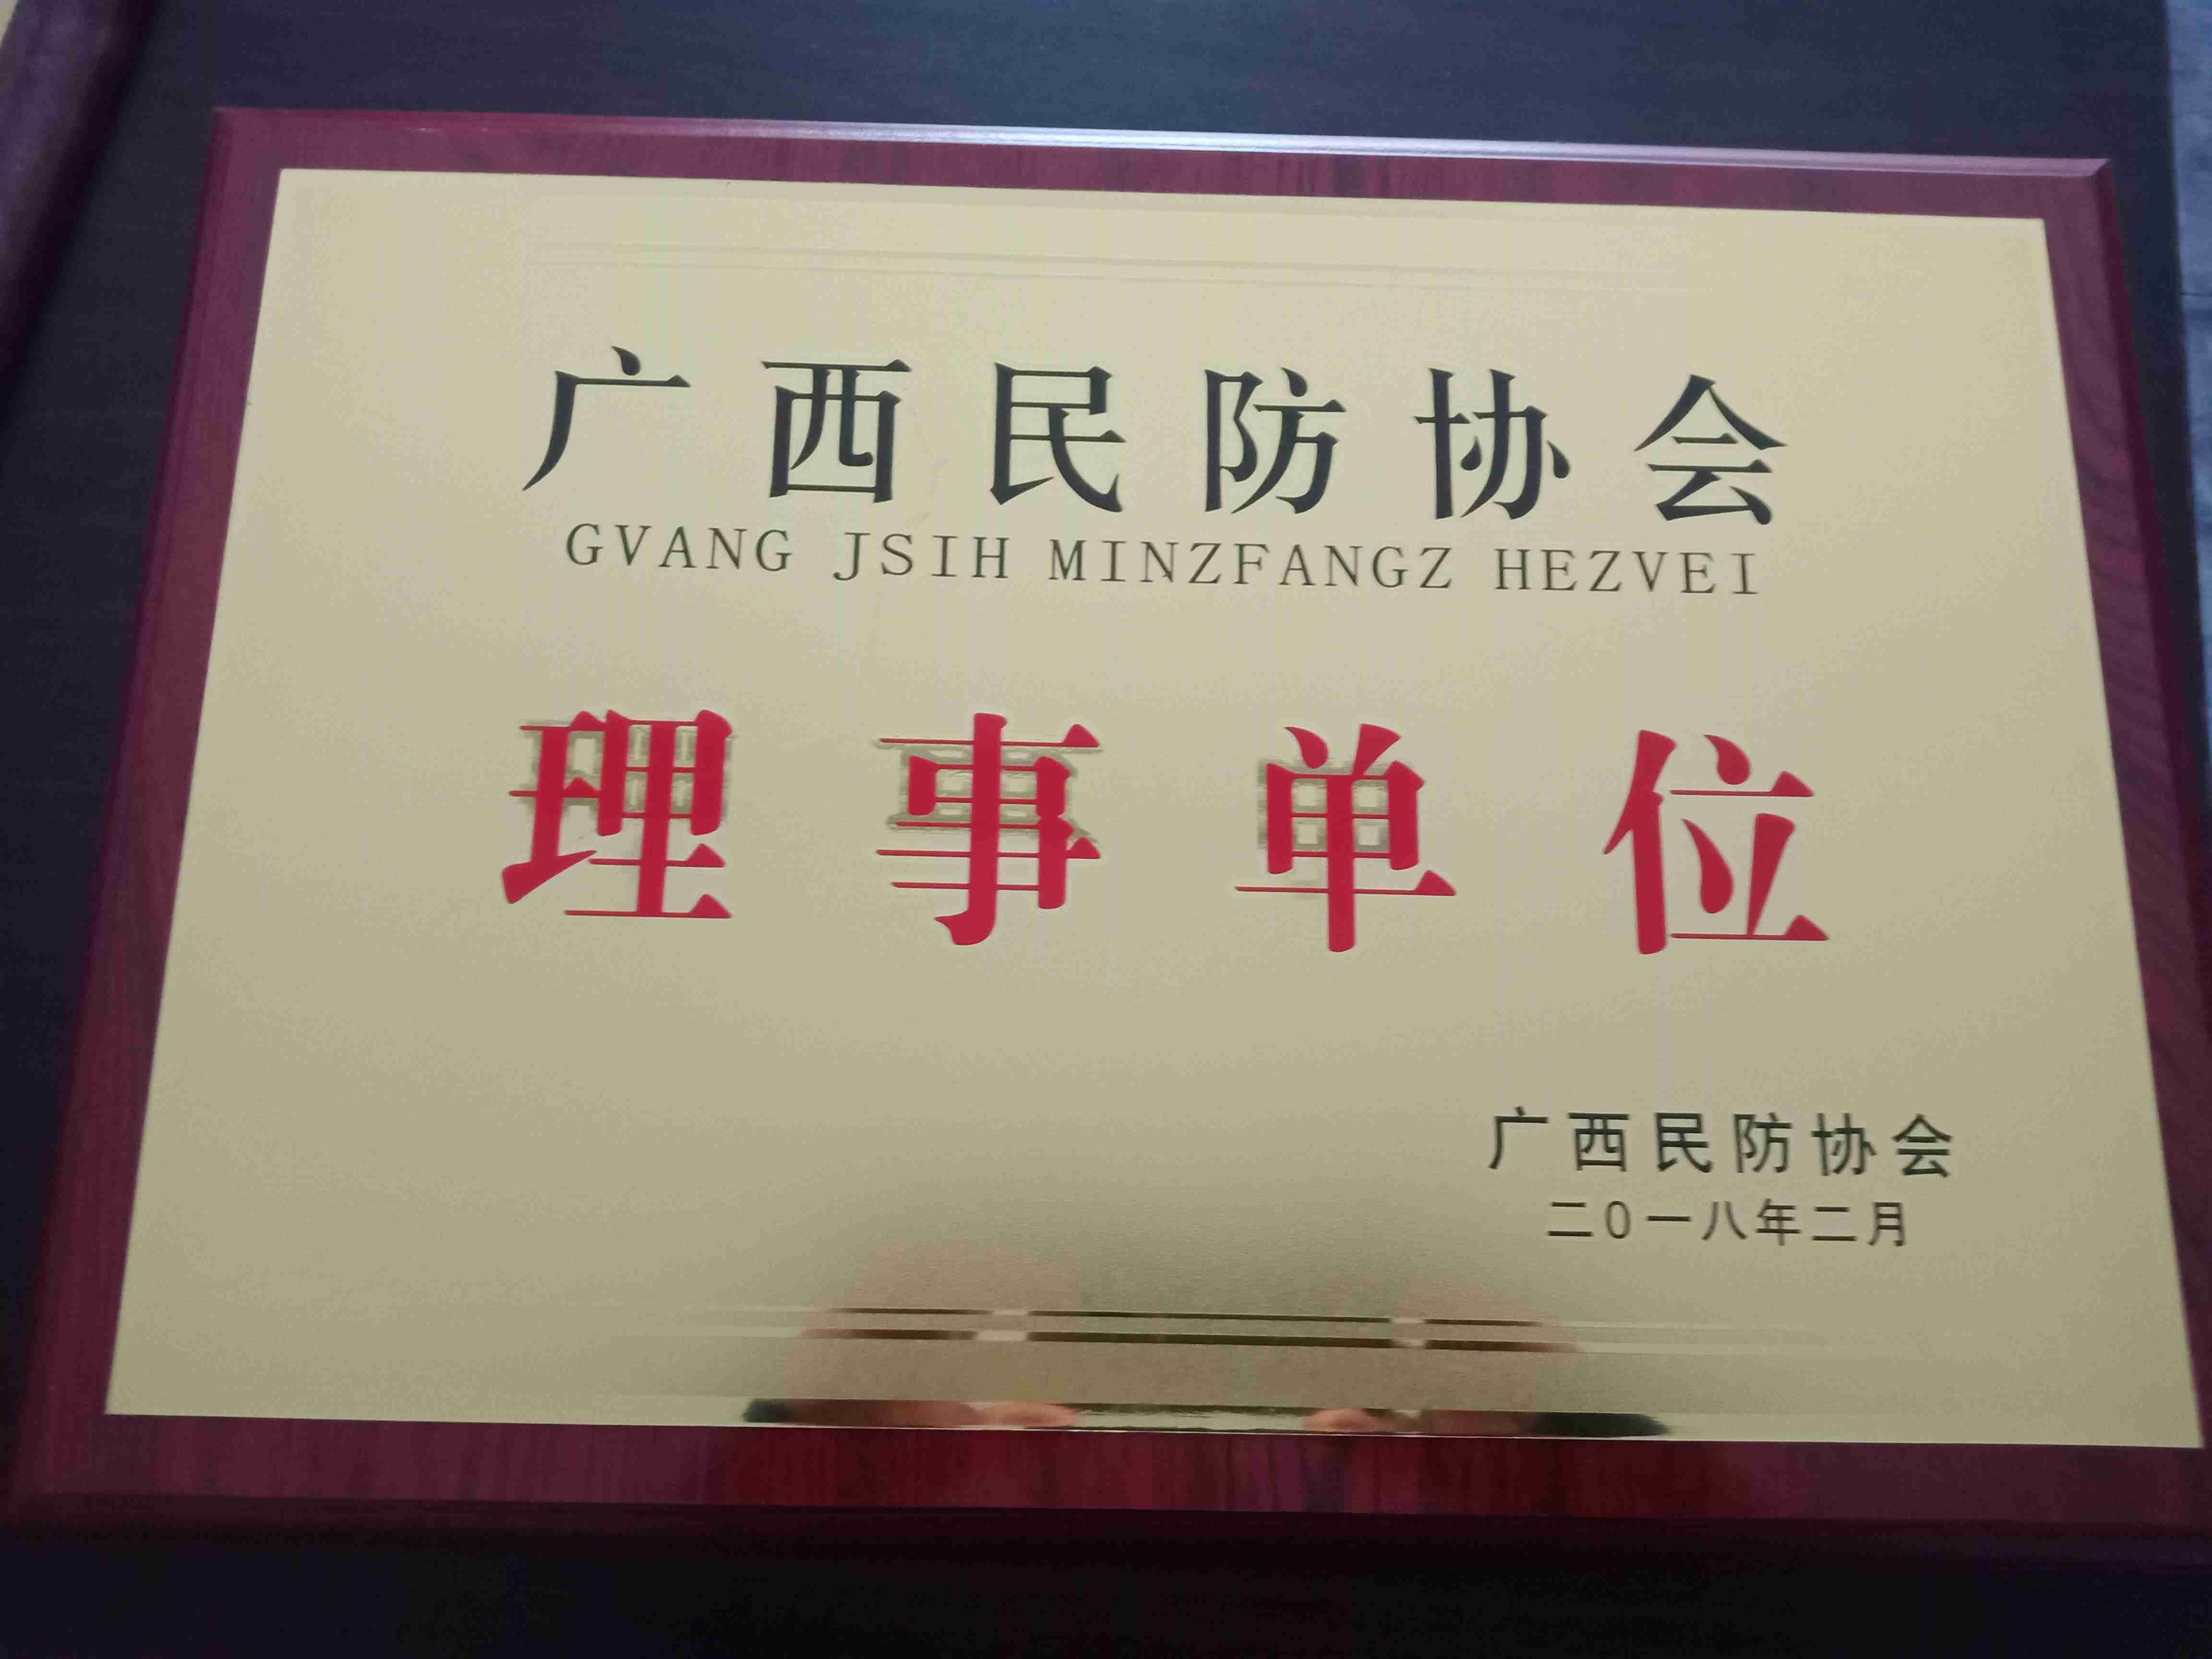 广西民防协会
GVANG JSIH MINZFANGZ HEZVEI
理事单位
广西民防协会
二0一八年二月